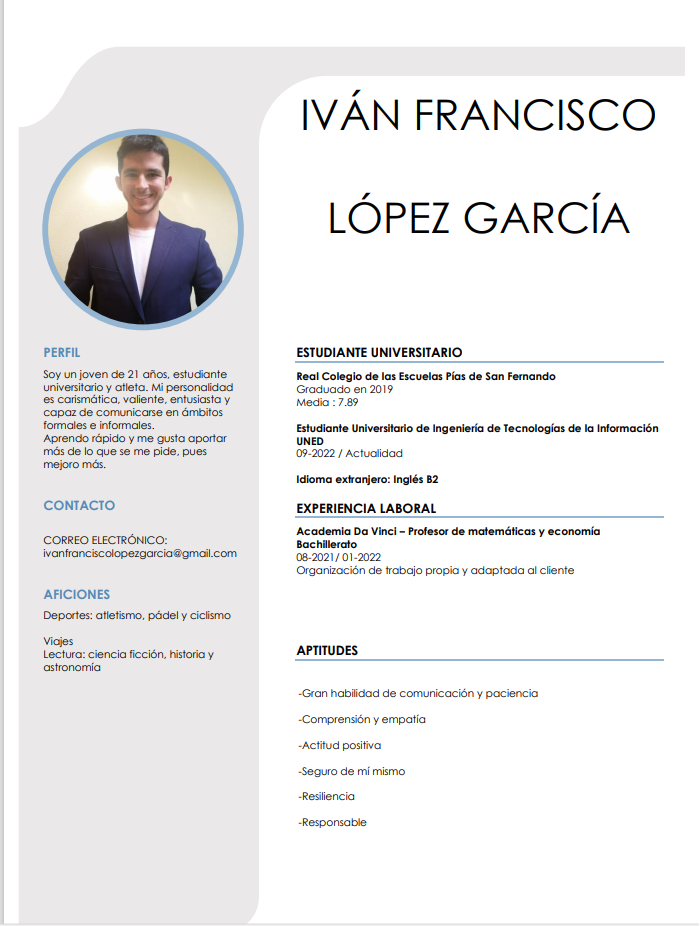 IVÁN FRANCISCO
LÓPEZ GARCÍA
PERFIL
Soy un joven de 21 años, estudiante
universitario y atleta. Mi personalidad
es carismática, valiente, entusiasta y
capaz de comunicarse en ámbitos
formales e informales.
Aprendo rápido y me gusta aportar
más de lo que se me pide, pues
mejoro más.
CONTACTO
CORREO ELECTRÓNICO:
ivanfranciscolopezgarcia@gmail.com
AFICIONES
Deportes: atletismo, pádel y ciclismo
Viajes
Lectura: ciencia ficción, historia y
astronomía
ESTUDIANTE UNIVERSITARIO
Real Colegio de las Escuelas Pías de San Fernando
Graduado en 2019
Media : 7.89
Estudiante Universitario de Ingeniería de Tecnologías de la Información
UNED
09-2022 / Actualidad
Idioma extranjero: Inglés B2
EXPERIENCIA LABORAL
Academia Da Vinci – Profesor de matemáticas y economía
Bachillerato
08-2021/ 01-2022
Organización de trabajo propia y adaptada al cliente
APTITUDES
-Gran habilidad de comunicación y paciencia
-Comprensión y empatía
-Actitud positiva
-Seguro de mí mismo
-Resiliencia
-Responsable